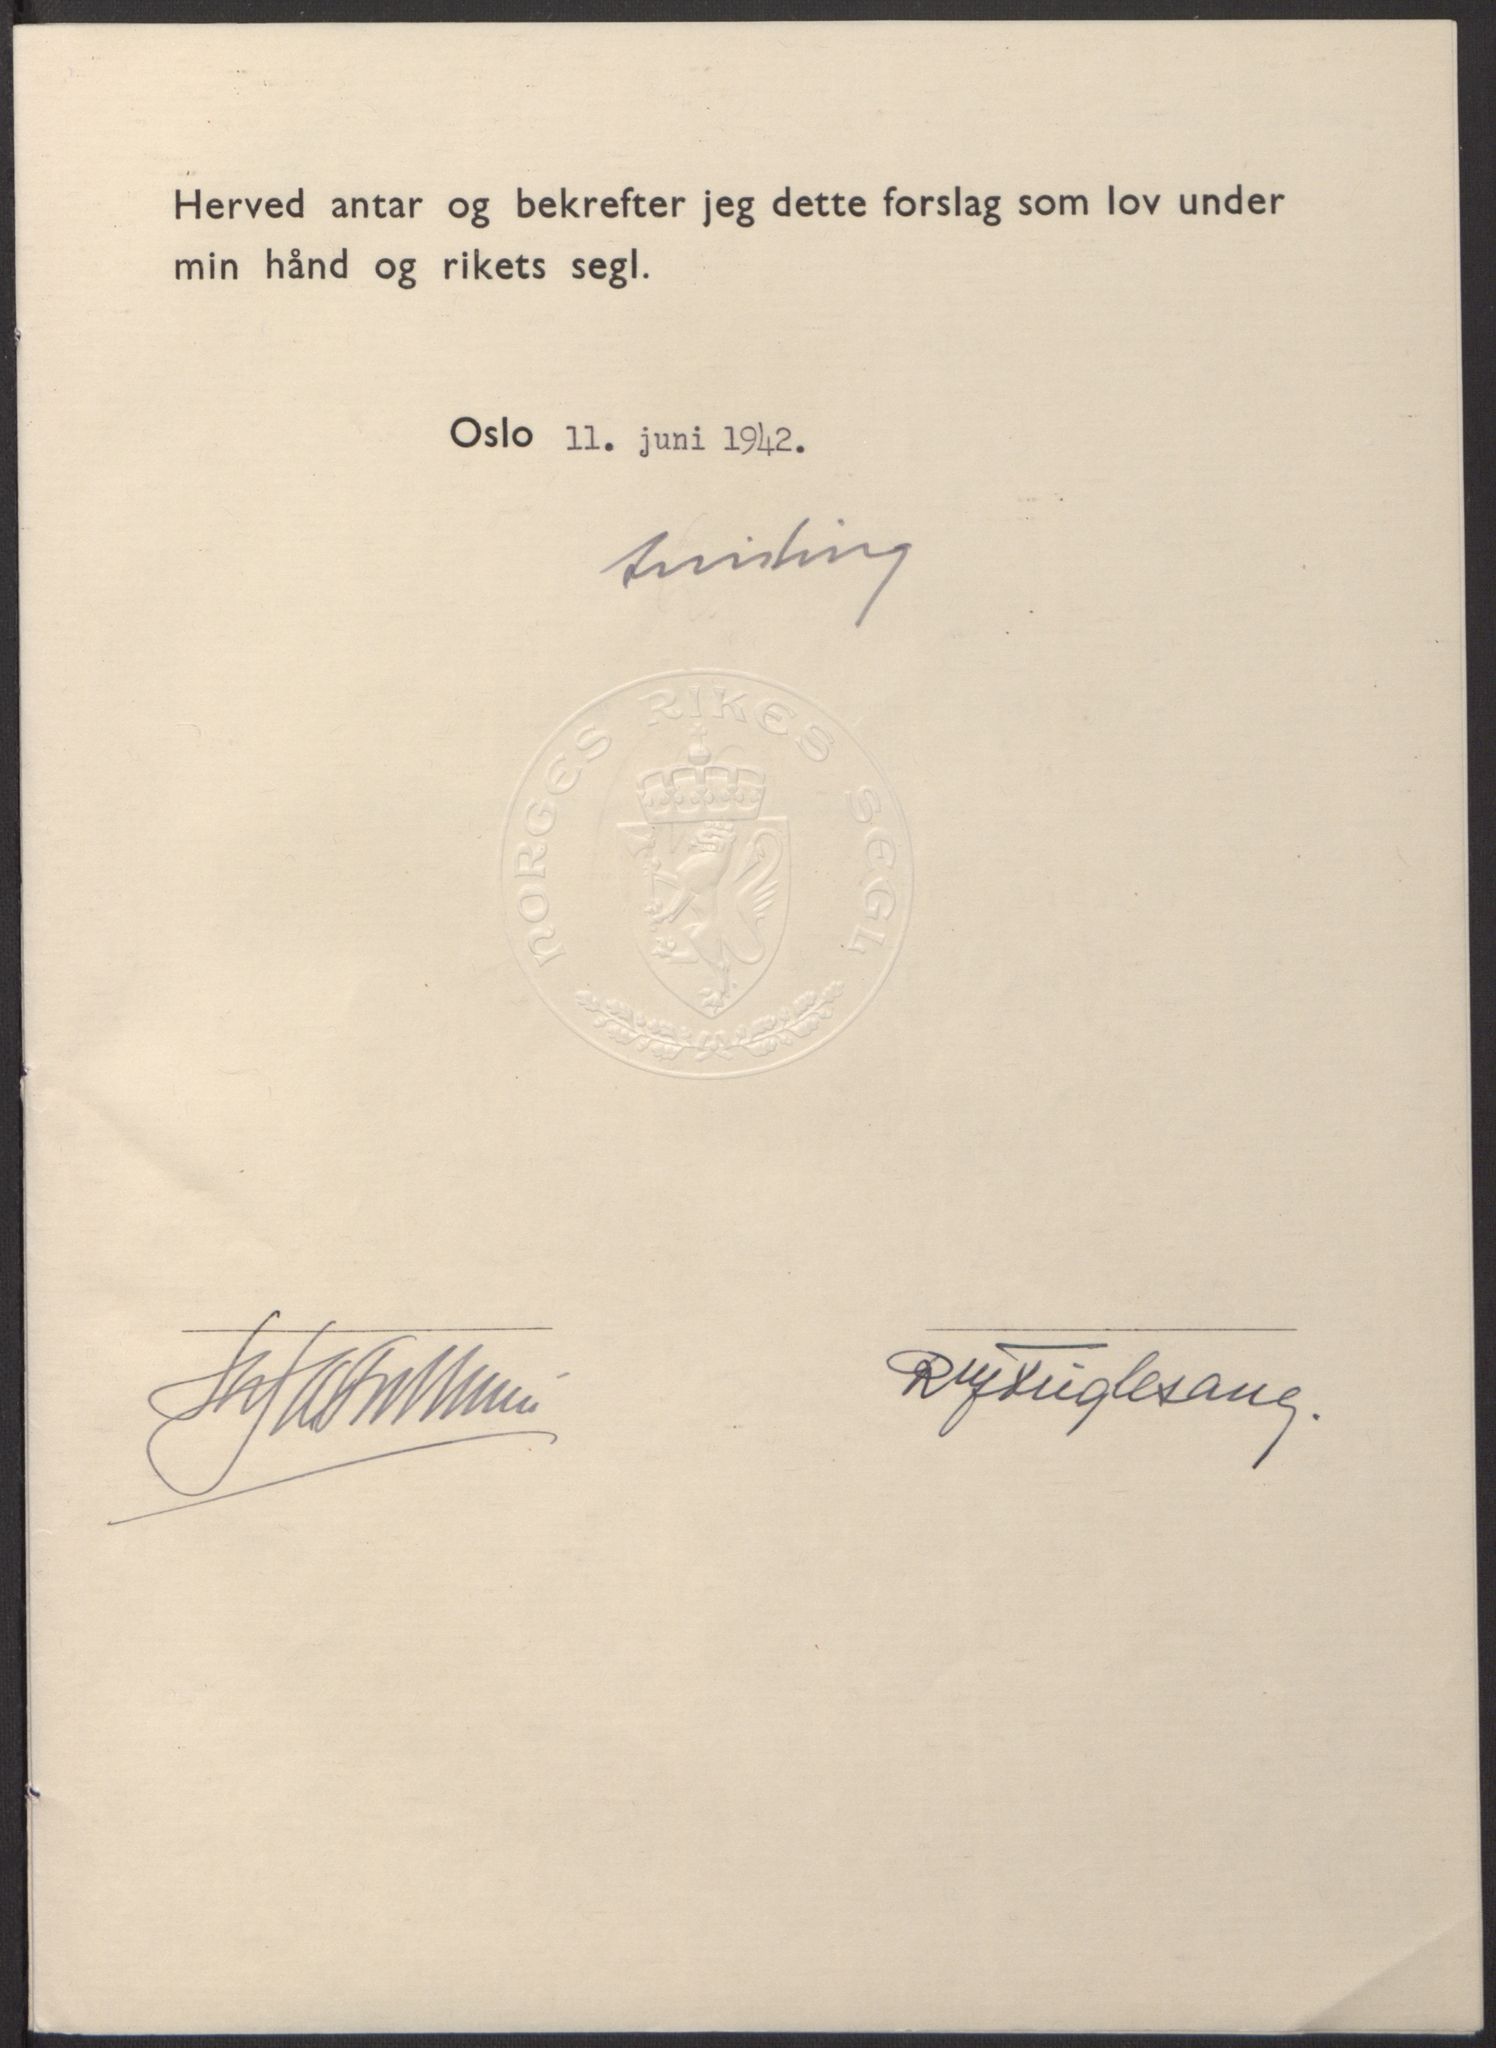 Herved antar og bekrefter jeg dette forslag som lov under
min hånd og rikets segl.
Oslo 11. juni 1942.
NORGES RIKES SEGL
Fuglesang.